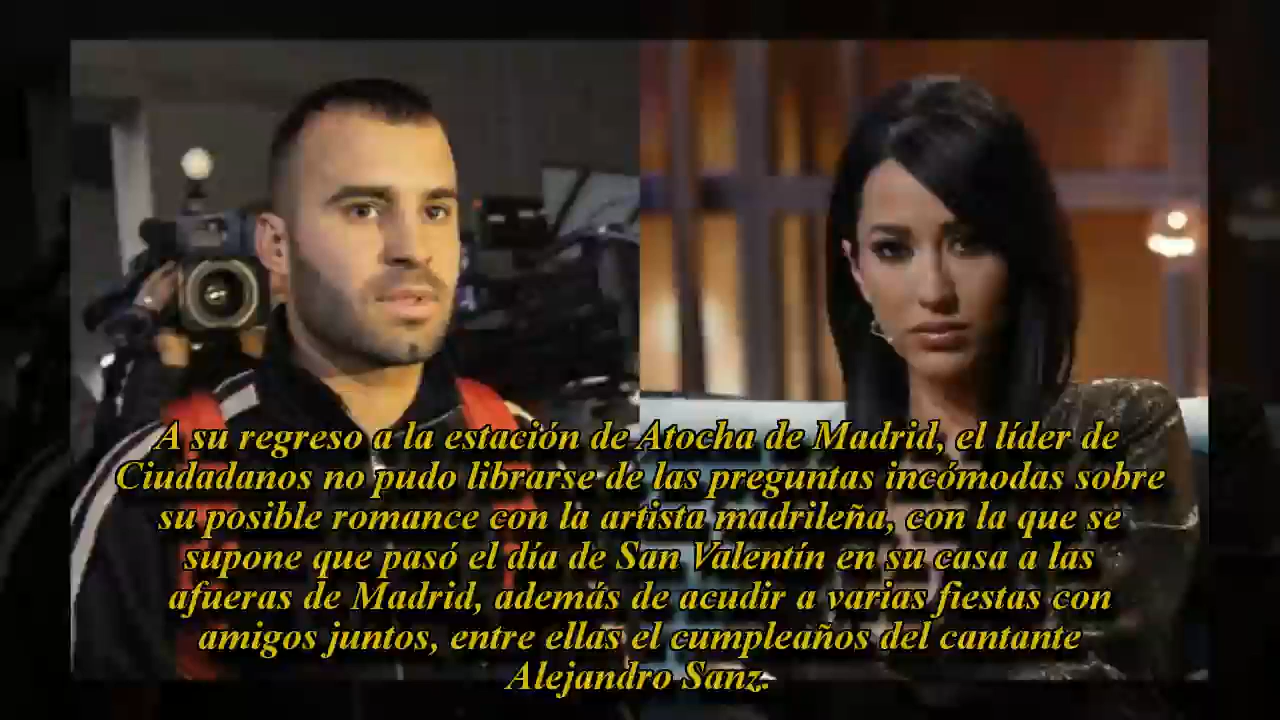 A su regreso a la estación de Atocha de Madrid, el líder de
Ciudadanos no pudo librarse de las preguntas incómodas sobre
su posible romance con la artista madrileña, con la que se
supone que pasó el día de San Valentín en su casa a las
afueras de Madrid, además de acudir a varias fiestas con
amigos juntos, entre ellas el cumpleaños del cantante
Alejandro Sanz.